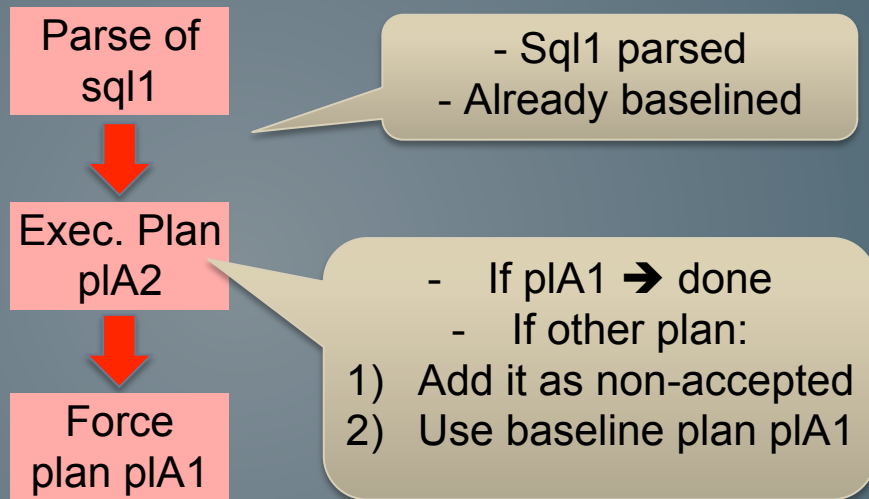 Parse of
sql1
- Sql1 parsed
- Already baselined
Exec. Plan
plA2
- If plA1 ➔ done
- If other plan:
1) Add it as non-accepted
2) Use baseline plan plA1
Force
plan plA1